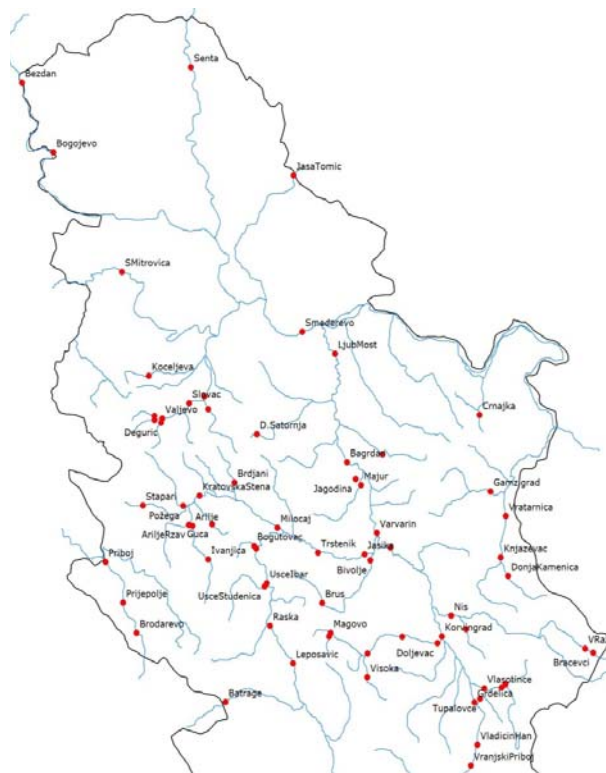 Senta
Bezdan
Bogojevo
JasaTomic
SMitrovica
Smederevo
LjubMost
Koceljeva
Slovac
Valjevo
Crnajka
Deguric
D.Satornja
Bagrdan
Brdjani
Majur
Jagodina
Gamzigrad
KratovskaStena
Stapari
Vratarnica
Požega
Arilje
Milocaj
Varvarin
AriljeRzav
Guca
Bogutovac
Trstenik
Jasika
Knjazevac
Priboj
Ivanjica
Bivolje
DonjaKamenica
UsceIbar
UsceStudenica
Prijepolje
Brus
Nis
Raska
Magovo
Korvingrad
Brodarevo
VRaz
Doljevac
Bracevci
Leposavic
Visoka
Vlasotince
Grdelica
Batrage
Tupalovce
VladicinHan
VranjskiPriboj